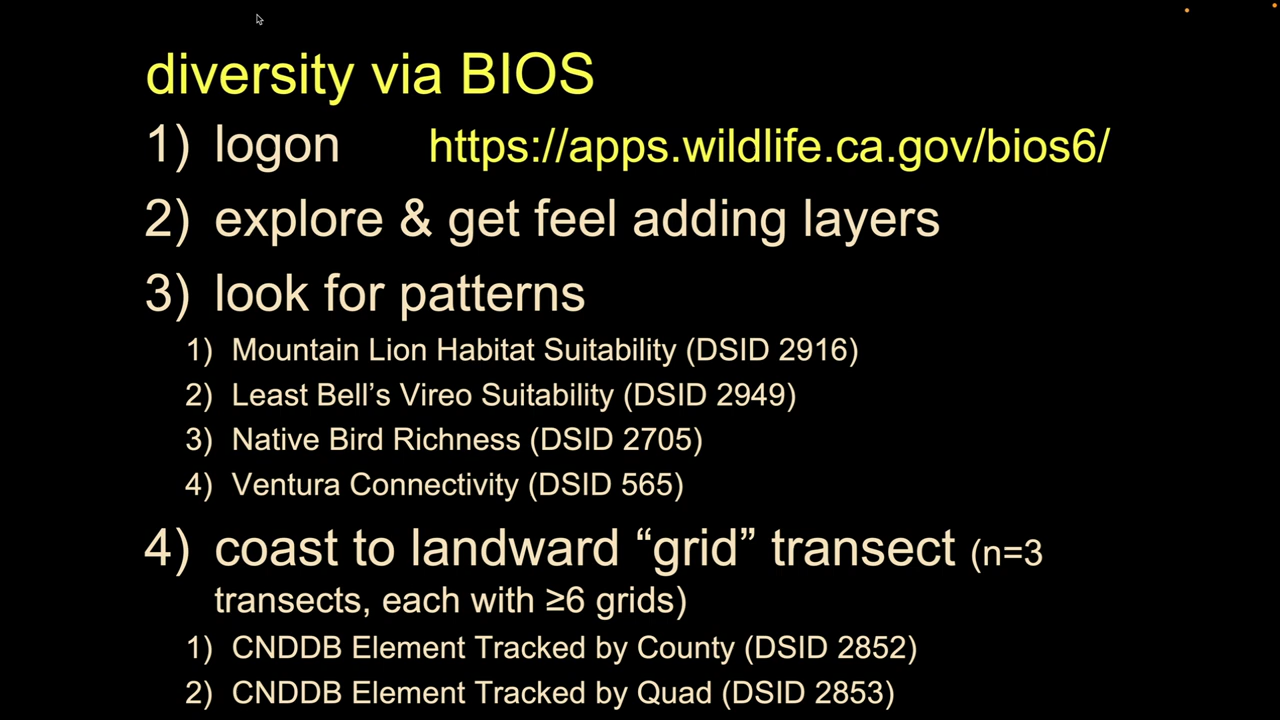 diversity via BIOS
1) logon https://apps.wildlife.ca.gov/bios6/
2) explore & get feel adding layers
3) look for patterns
1) Mountain Lion Habitat Suitability (DSID 2916)
2) Least Bell’s Vireo Suitability (DSID 2949)
3) Native Bird Richness (DSID 2705)
4) Ventura Connectivity (DSID 565)
4) coast to landward “grid” transect (n=3
transects, each with ≥6 grids)
1) CNDDB Element Tracked by County (DSID 2852)
2) CNDDB Element Tracked by Quad (DSID 2853)